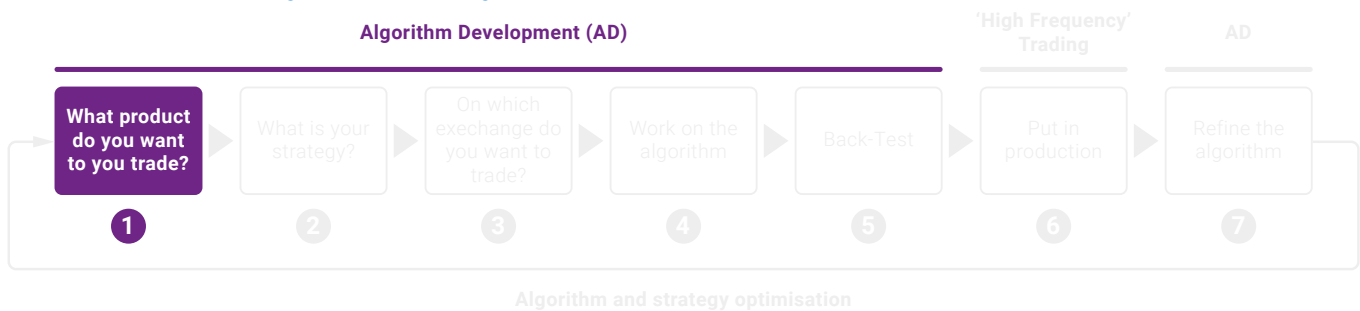 Algorithm Development (AD)
'High Frequency'
Trading
AD
What product
do you want
to you trade?
What is your
strategy?
On which
exechange do
you want to
trade?
Work on the
algorithm
Back-Test
Put in
production
Refine the
algorithm
1
2
3
4
5
6
7
Algorithm and strategy optimisation